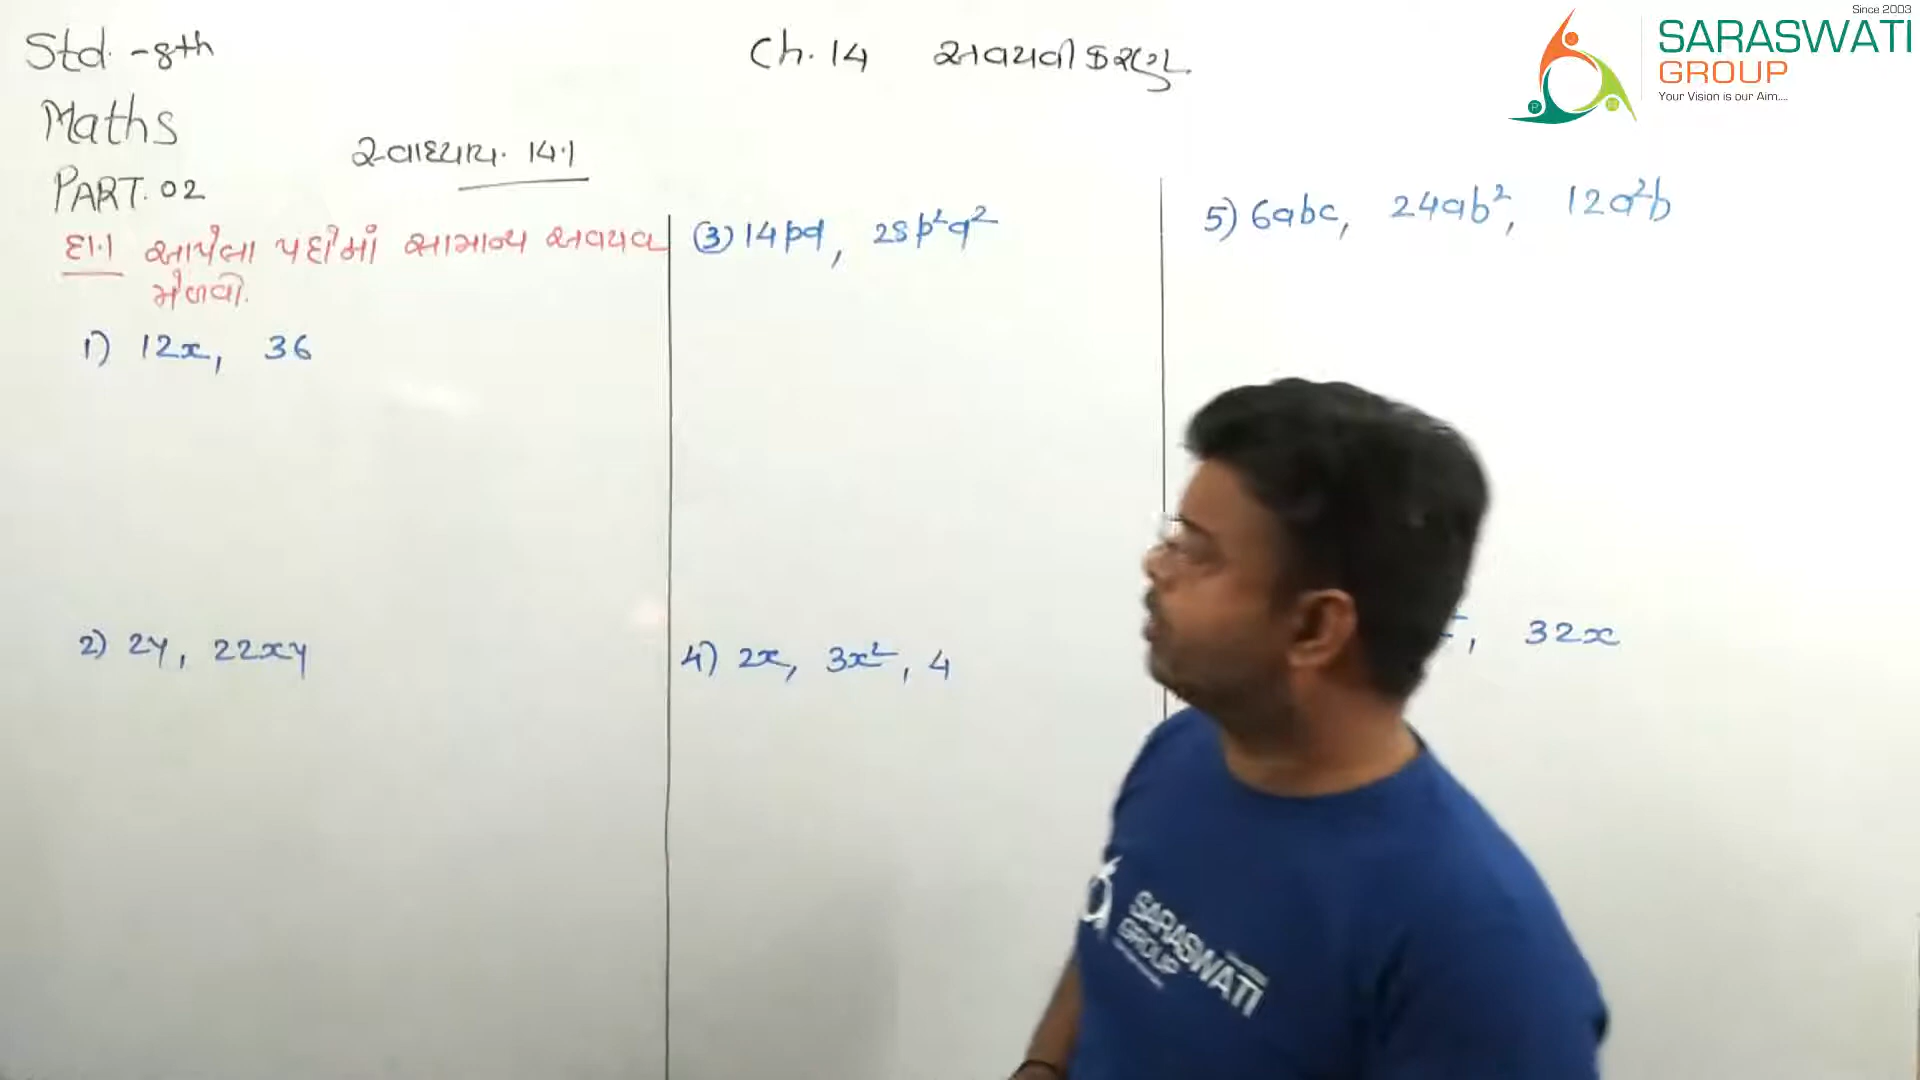 Std. - 8th
Maths
PART. 02
Ch. 14 અવયવીકરણ
સ્વાધ્યાય. 14.1
દા.1 આપેલા પદોમાં સામાન્ય અવયવ
મેળવો.
1) 12x, 36
2) 2y, 22xy
(3) 14pq, 28p²q²
4) 2x, 3x², 4
5) 6abc, 24ab², 12a²b
, 32x
Since 2003
SARASWATI
GROUP
Your Vision is our Aim....
SARASWATI
GROUP